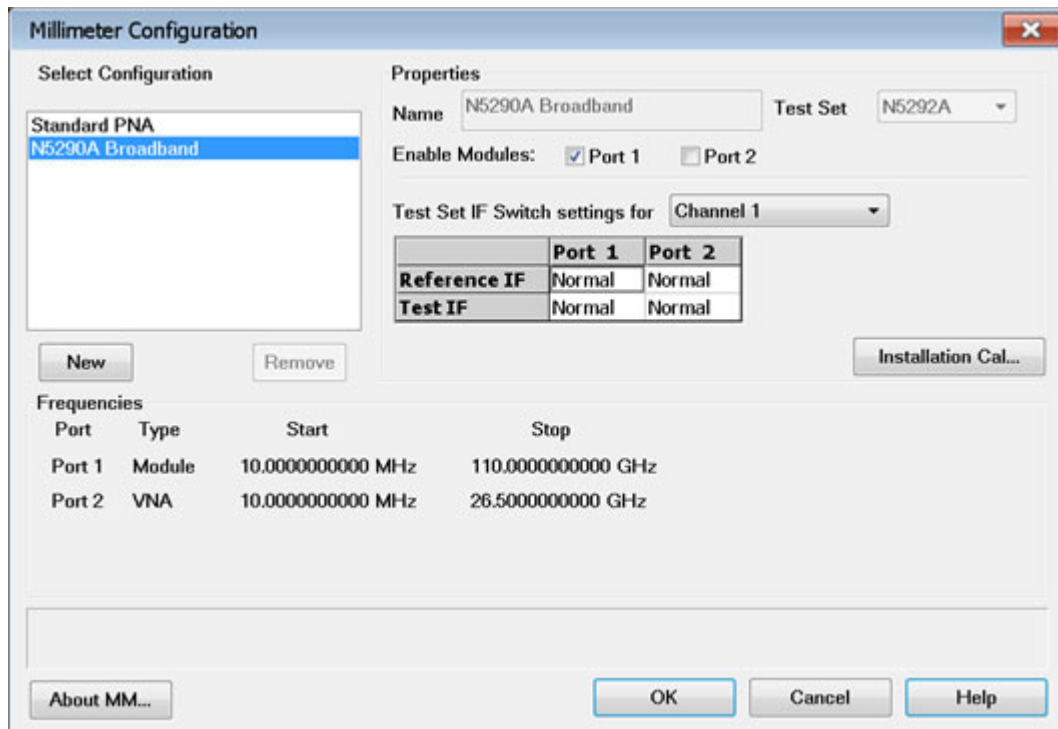 Millimeter Configuration
Select Configuration
Standard PNA
N5290A Broadband
New
Remove
Properties
Name N5290A Broadband Test Set N5292A
Enable Modules: Port 1 Port 2
Test Set IF Switch settings for Channel 1
Port 1 Port 2
Reference IF Normal Normal
Test IF Normal Normal
Installation Cal...
Frequencies
Port Type Start Stop
Port 1 Module 10.0000000000 MHz 110.0000000000 GHz
Port 2 VNA 10.0000000000 MHz 26.5000000000 GHz
About MM...
OK
Cancel
Help